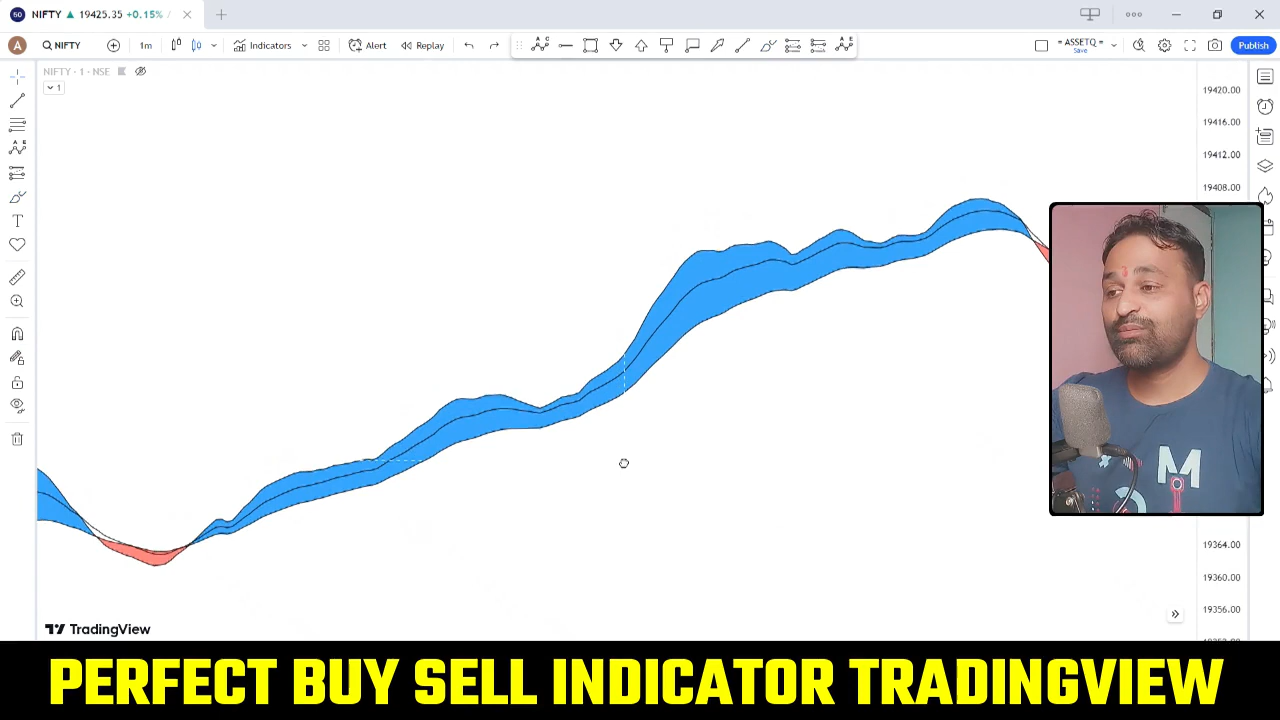 NIFTY ▲ 19425.35 +0.15% /
A NIFTY 1m Indicators Alert Replay = ASSETQ = Save Publish
NIFTY · 1 · NSE
1
19420.00
19416.00
19412.00
19408.00
M
19364.00
19360.00
19356.00
TradingView
PERFECT BUY SELL INDICATOR TRADINGVIEW